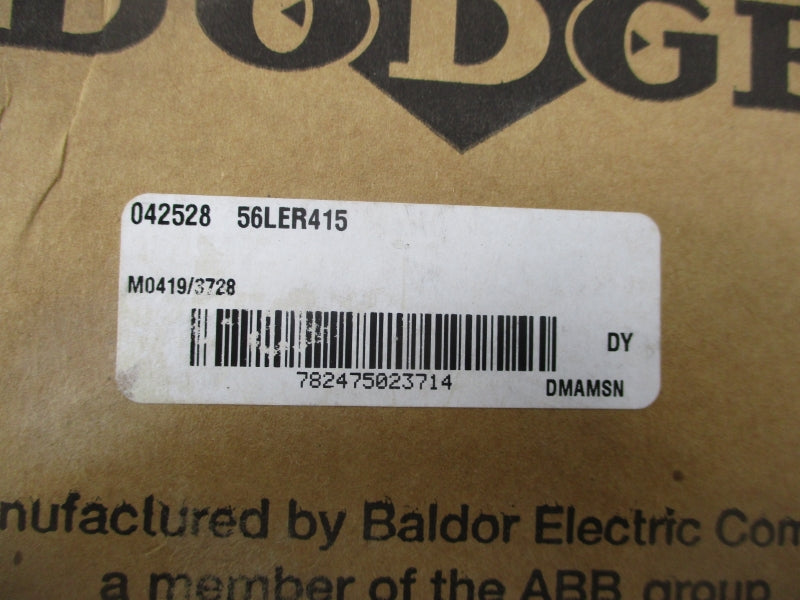 DODGE
042528 56LER415
M0419/3728
782475023714
DY
DMAMSN
nufactured by Baldor Electric Com
a member of the ABB group